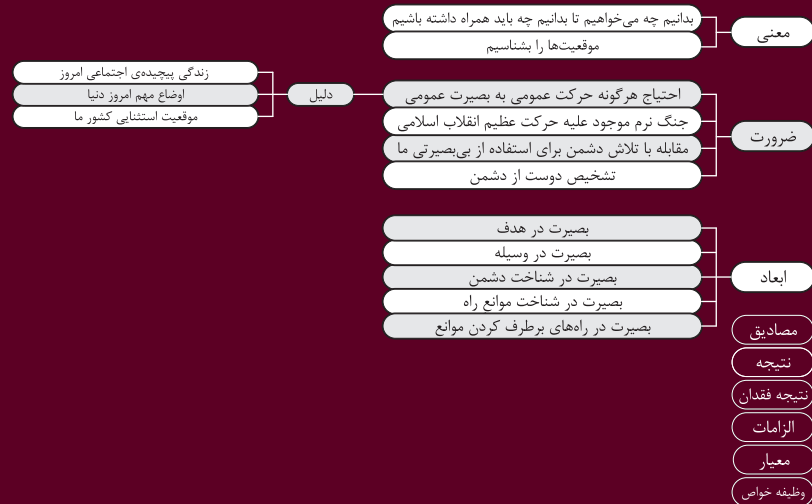 معنی
بدانیم چه می‌خواهیم تا بدانیم چه باید همراه داشته باشیم
موقعیت‌ها را بشناسیم
ضرورت
احتیاج هرگونه حرکت عمومی به بصیرت عمومی
دلیل
زندگی پیچیده‌ی اجتماعی امروز
اوضاع مهم امروز دنیا
موقعیت استثنایی کشور ما
جنگ نرم موجود علیه حرکت عظیم انقلاب اسلامی
مقابله با تلاش دشمن برای استفاده از بی‌بصیرتی ما
تشخیص دوست از دشمن
ابعاد
بصیرت در هدف
بصیرت در وسیله
بصیرت در شناخت دشمن
بصیرت در شناخت موانع راه
بصیرت در راه‌های برطرف کردن موانع
مصادیق
نتیجه
نتیجه فقدان
الزامات
معیار
وظیفه خواص